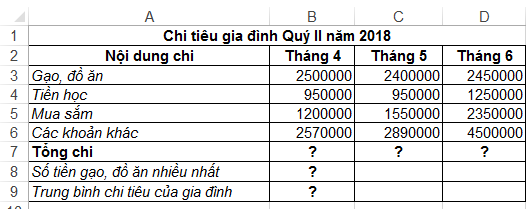 A B C D
1 Chi tiêu gia đình Quý II năm 2018
2 Nội dung chi Tháng 4 Tháng 5 Tháng 6
3 Gạo, đồ ăn 2500000 2400000 2450000
4 Tiền học 950000 950000 1250000
5 Mua sắm 1200000 1550000 2350000
6 Các khoản khác 2570000 2890000 4500000
7 Tổng chi ? ? ?
8 Số tiền gạo, đồ ăn nhiều nhất ?
9 Trung bình chi tiêu của gia đình ?